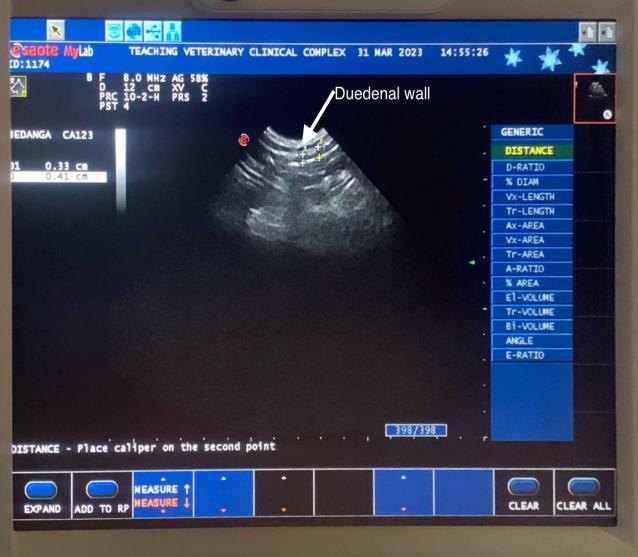 esaote MyLab
TEACHING VETERINARY CLINICAL COMPLEX 31 MAR 2023 14:55:26
ID:1174
B F 8.0 MHz AG 58%
D 12 cm XV C
PRC 10-2-H PRS 2
PST 4
Duedenal wall
EDANGA CA123
D1 0.33 cm
0.41 cm
GENERIC
DISTANCE
D-RATIO
% DIAM
Vx-LENGTH
Tr-LENGTH
Ax-AREA
Vx-AREA
Tr-AREA
A-RATIO
% AREA
El-VOLUME
Tr-VOLUME
Bi-VOLUME
ANGLE
E-RATIO
398/398
DISTANCE - Place caliper on the second point
EXPAND
ADD TO RP
MEASURE ↑
MEASURE ↓
CLEAR
CLEAR ALL